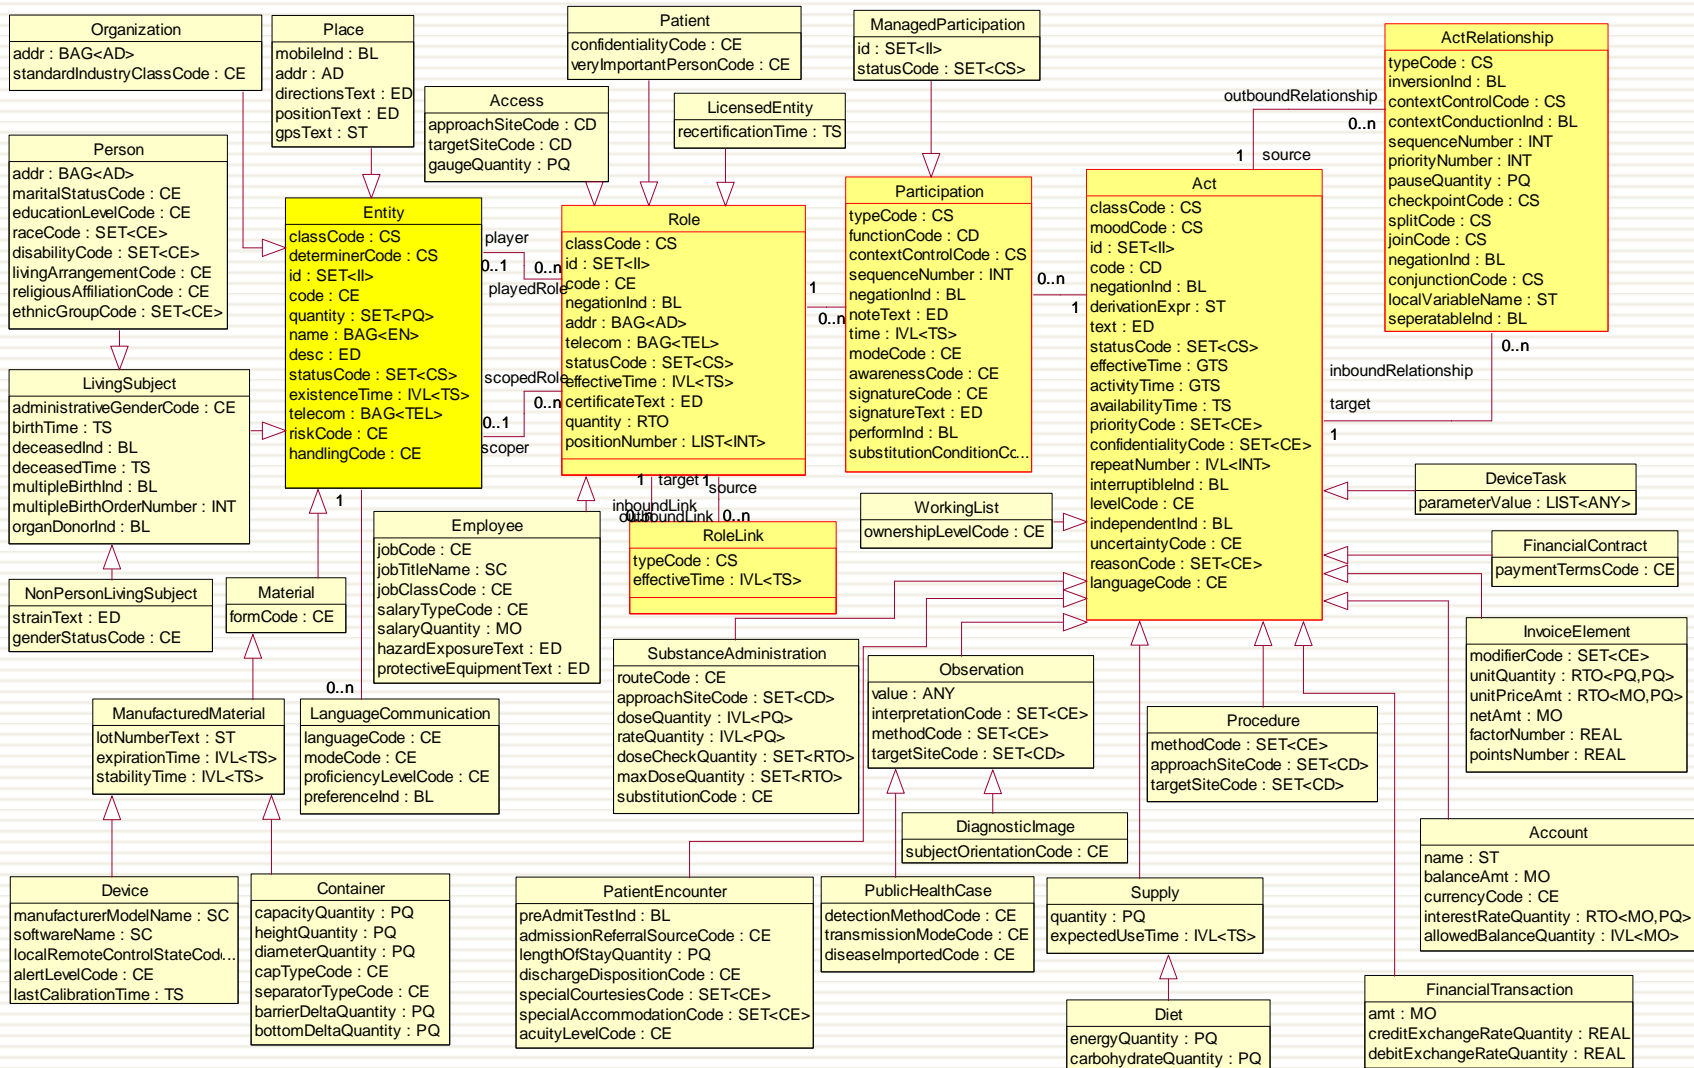 Organization
addr : BAG<AD>
standardIndustryClassCode : CE
Place
mobileInd : BL
addr : AD
directionsText : ED
positionText : ED
gpsText : ST
Patient
confidentialityCode : CE
veryImportantPersonCode : CE
ManagedParticipation
id : SET<II>
statusCode : SET<CS>
ActRelationship
typeCode : CS
inversionInd : BL
contextControlCode : CS
contextConductionInd : BL
sequenceNumber : INT
priorityNumber : INT
pauseQuantity : PQ
checkpointCode : CS
splitCode : CS
joinCode : CS
negationInd : BL
conjunctionCode : CS
localVariableName : ST
seperatableInd : BL
Access
approachSiteCode : CD
targetSiteCode : CD
gaugeQuantity : PQ
LicensedEntity
recertificationTime : TS
outboundRelationship
0..n
1
source
Person
addr : BAG<AD>
maritalStatusCode : CE
educationLevelCode : CE
raceCode : SET<CE>
disabilityCode : SET<CE>
livingArrangementCode : CE
religiousAffiliationCode : CE
ethnicGroupCode : SET<CE>
Entity
classCode : CS
determinerCode : CS
id : SET<II>
code : CE
quantity : SET<PQ>
name : BAG<EN>
desc : ED
statusCode : SET<CS>
existenceTime : IVL<TS>
telecom : BAG<TEL>
riskCode : CE
handlingCode : CE
player
0..1
0..n
playedRole
scopedRole
0..n
0..1
scoper
Role
classCode : CS
id : SET<II>
code : CE
negationInd : BL
addr : BAG<AD>
telecom : BAG<TEL>
statusCode : SET<CS>
effectiveTime : IVL<TS>
certificateText : ED
quantity : RTO
positionNumber : LIST<INT>
1
0..n
Participation
typeCode : CS
functionCode : CD
contextControlCode : CS
sequenceNumber : INT
negationInd : BL
noteText : ED
time : IVL<TS>
modeCode : CE
awarenessCode : CE
signatureCode : CE
signatureText : ED
performInd : BL
substitutionConditionCc...
0..n
1
Act
classCode : CS
moodCode : CS
id : SET<II>
code : CD
negationInd : BL
derivationExpr : ST
text : ED
statusCode : SET<CS>
effectiveTime : GTS
activityTime : GTS
availabilityTime : TS
priorityCode : SET<CE>
confidentialityCode : SET<CE>
repeatNumber : IVL<INT>
interruptibleInd : BL
levelCode : CE
independentInd : BL
uncertaintyCode : CE
reasonCode : SET<CE>
languageCode : CE
0..n
inboundRelationship
target
1
LivingSubject
administrativeGenderCode : CE
birthTime : TS
deceasedInd : BL
deceasedTime : TS
multipleBirthInd : BL
multipleBirthOrderNumber : INT
organDonorInd : BL
1 target 1
source
inboundLink
outboundLink
0..n
0..n
RoleLink
typeCode : CS
effectiveTime : IVL<TS>
WorkingList
ownershipLevelCode : CE
DeviceTask
parameterValue : LIST<ANY>
FinancialContract
paymentTermsCode : CE
NonPersonLivingSubject
strainText : ED
genderStatusCode : CE
Material
formCode : CE
1
0..n
Employee
jobCode : CE
jobTitleName : SC
jobClassCode : CE
salaryTypeCode : CE
salaryQuantity : MO
hazardExposureText : ED
protectiveEquipmentText : ED
InvoiceElement
modifierCode : SET<CE>
unitQuantity : RTO<PQ,PQ>
unitPriceAmt : RTO<MO,PQ>
netAmt : MO
factorNumber : REAL
pointsNumber : REAL
SubstanceAdministration
routeCode : CE
approachSiteCode : SET<CD>
doseQuantity : IVL<PQ>
rateQuantity : IVL<PQ>
doseCheckQuantity : SET<RTO>
maxDoseQuantity : SET<RTO>
substitutionCode : CE
Observation
value : ANY
interpretationCode : SET<CE>
methodCode : SET<CE>
targetSiteCode : SET<CD>
Procedure
methodCode : SET<CE>
approachSiteCode : SET<CD>
targetSiteCode : SET<CD>
ManufacturedMaterial
lotNumberText : ST
expirationTime : IVL<TS>
stabilityTime : IVL<TS>
LanguageCommunication
languageCode : CE
modeCode : CE
proficiencyLevelCode : CE
preferenceInd : BL
DiagnosticImage
subjectOrientationCode : CE
Account
name : ST
balanceAmt : MO
currencyCode : CE
interestRateQuantity : RTO<MO,PQ>
allowedBalanceQuantity : IVL<MO>
Device
manufacturerModelName : SC
softwareName : SC
localRemoteControlStateCod...
alertLevelCode : CE
lastCalibrationTime : TS
Container
capacityQuantity : PQ
heightQuantity : PQ
diameterQuantity : PQ
capTypeCode : CE
separatorTypeCode : CE
barrierDeltaQuantity : PQ
bottomDeltaQuantity : PQ
PatientEncounter
preAdmitTestInd : BL
admissionReferralSourceCode : CE
lengthOfStayQuantity : PQ
dischargeDispositionCode : CE
specialCourtesiesCode : SET<CE>
specialAccommodationCode : SET<CE>
acuityLevelCode : CE
PublicHealthCase
detectionMethodCode : CE
transmissionModeCode : CE
diseaseImportedCode : CE
Supply
quantity : PQ
expectedUseTime : IVL<TS>
Diet
energyQuantity : PQ
carbohydrateQuantity : PQ
FinancialTransaction
amt : MO
creditExchangeRateQuantity : REAL
debitExchangeRateQuantity : REAL